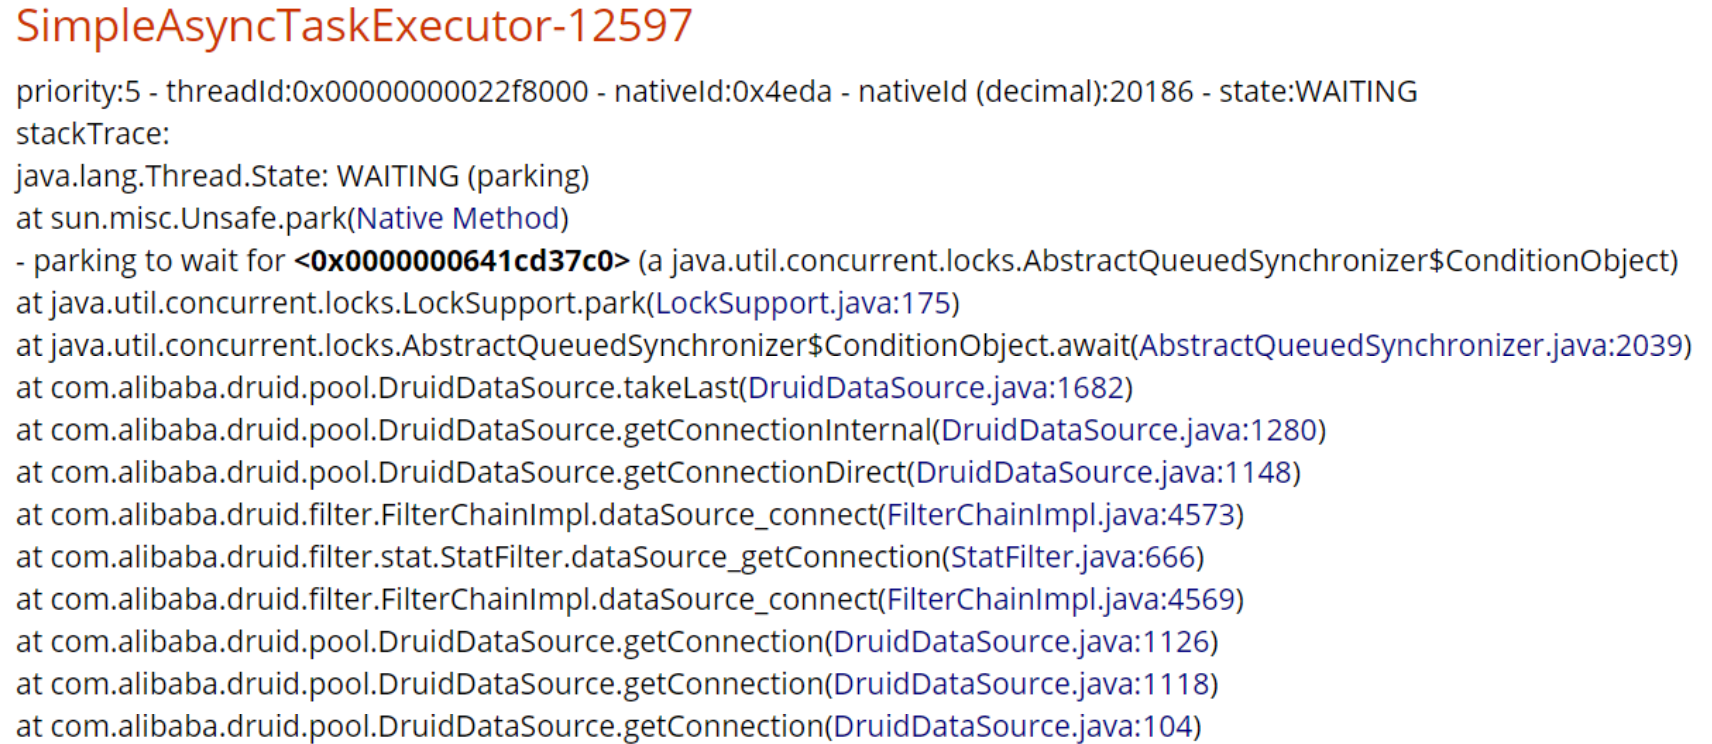 SimpleAsyncTaskExecutor-12597
priority:5 - threadId:0x00000000022f8000 - nativeId:0x4eda - nativeId (decimal):20186 - state:WAITING
stackTrace:
java.lang.Thread.State: WAITING (parking)
at sun.misc.Unsafe.park(Native Method)
- parking to wait for <0x0000000641cd37c0> (a java.util.concurrent.locks.AbstractQueuedSynchronizer$ConditionObject)
at java.util.concurrent.locks.LockSupport.park(LockSupport.java:175)
at java.util.concurrent.locks.AbstractQueuedSynchronizer$ConditionObject.await(AbstractQueuedSynchronizer.java:2039)
at com.alibaba.druid.pool.DruidDataSource.takeLast(DruidDataSource.java:1682)
at com.alibaba.druid.pool.DruidDataSource.getConnectionInternal(DruidDataSource.java:1280)
at com.alibaba.druid.pool.DruidDataSource.getConnectionDirect(DruidDataSource.java:1148)
at com.alibaba.druid.filter.FilterChainImpl.dataSource_connect(FilterChainImpl.java:4573)
at com.alibaba.druid.filter.stat.StatFilter.dataSource_getConnection(StatFilter.java:666)
at com.alibaba.druid.filter.FilterChainImpl.dataSource_connect(FilterChainImpl.java:4569)
at com.alibaba.druid.pool.DruidDataSource.getConnection(DruidDataSource.java:1126)
at com.alibaba.druid.pool.DruidDataSource.getConnection(DruidDataSource.java:1118)
at com.alibaba.druid.pool.DruidDataSource.getConnection(DruidDataSource.java:104)